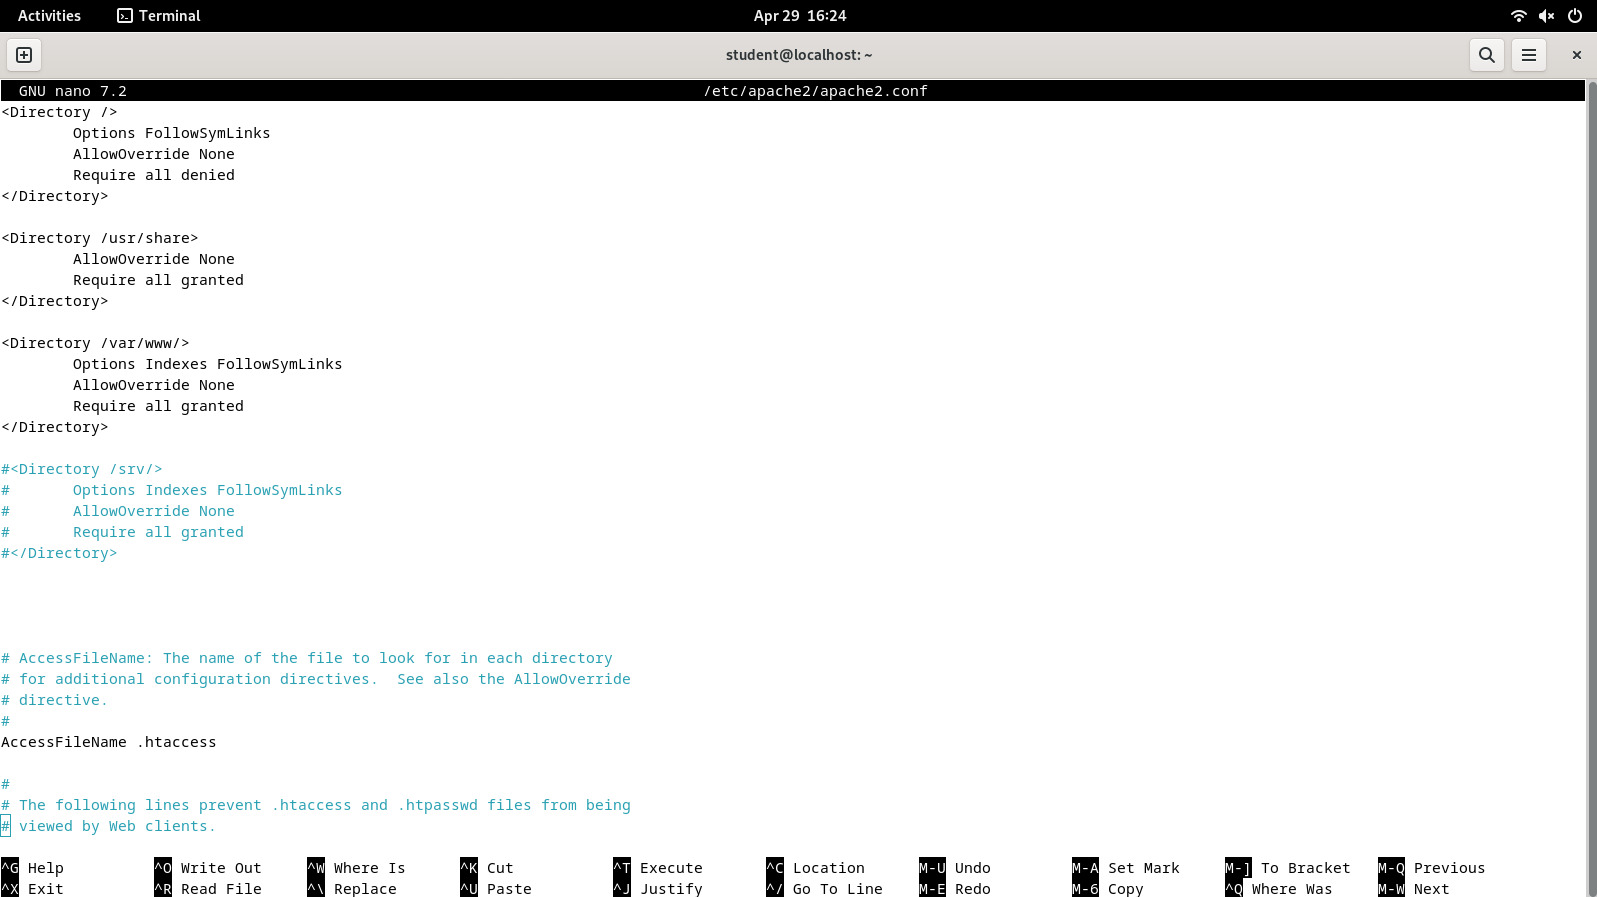 Activities Terminal Apr 29 16:24
student@localhost: ~
GNU nano 7.2 /etc/apache2/apache2.conf
<Directory />
        Options FollowSymLinks
        AllowOverride None
        Require all denied
</Directory>

<Directory /usr/share>
        AllowOverride None
        Require all granted
</Directory>

<Directory /var/www/>
        Options Indexes FollowSymLinks
        AllowOverride None
        Require all granted
</Directory>

#<Directory /srv/>
#       Options Indexes FollowSymLinks
#       AllowOverride None
#       Require all granted
#</Directory>

# AccessFileName: The name of the file to look for in each directory
# for additional configuration directives.  See also the AllowOverride
# directive.
#
AccessFileName .htaccess

#
# The following lines prevent .htaccess and .htpasswd files from being
# viewed by Web clients.
^G Help ^O Write Out ^W Where Is ^K Cut ^T Execute ^C Location M-U Undo M-A Set Mark M-] To Bracket M-Q Previous
^X Exit ^R Read File ^\ Replace ^U Paste ^J Justify ^/ Go To Line M-E Redo M-6 Copy ^Q Where Was M-W Next